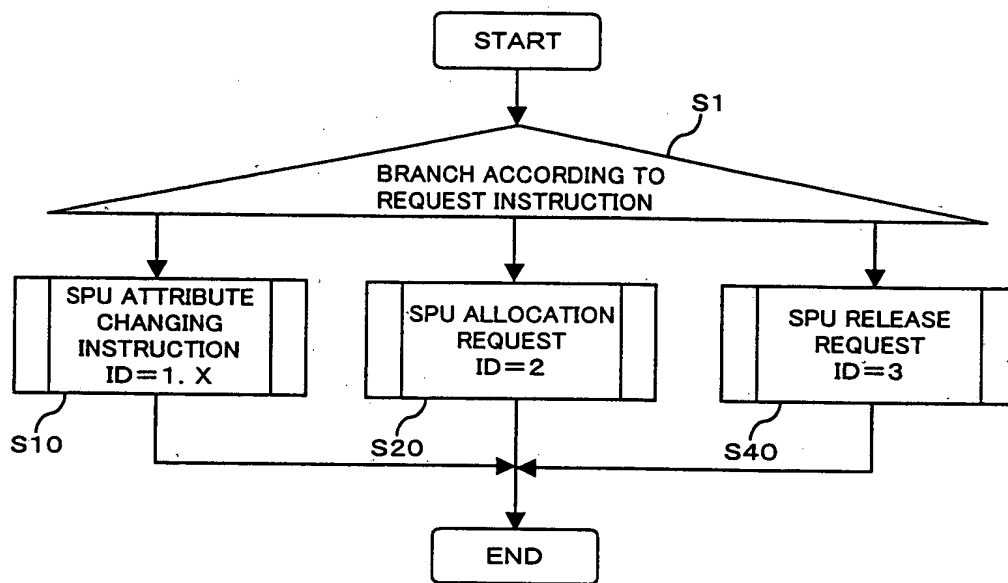 START
S1
BRANCH ACCORDING TO
REQUEST INSTRUCTION
SPU ATTRIBUTE
CHANGING
INSTRUCTION
ID=1. X
S10
SPU ALLOCATION
REQUEST
ID=2
S20
SPU RELEASE
REQUEST
ID=3
S40
END